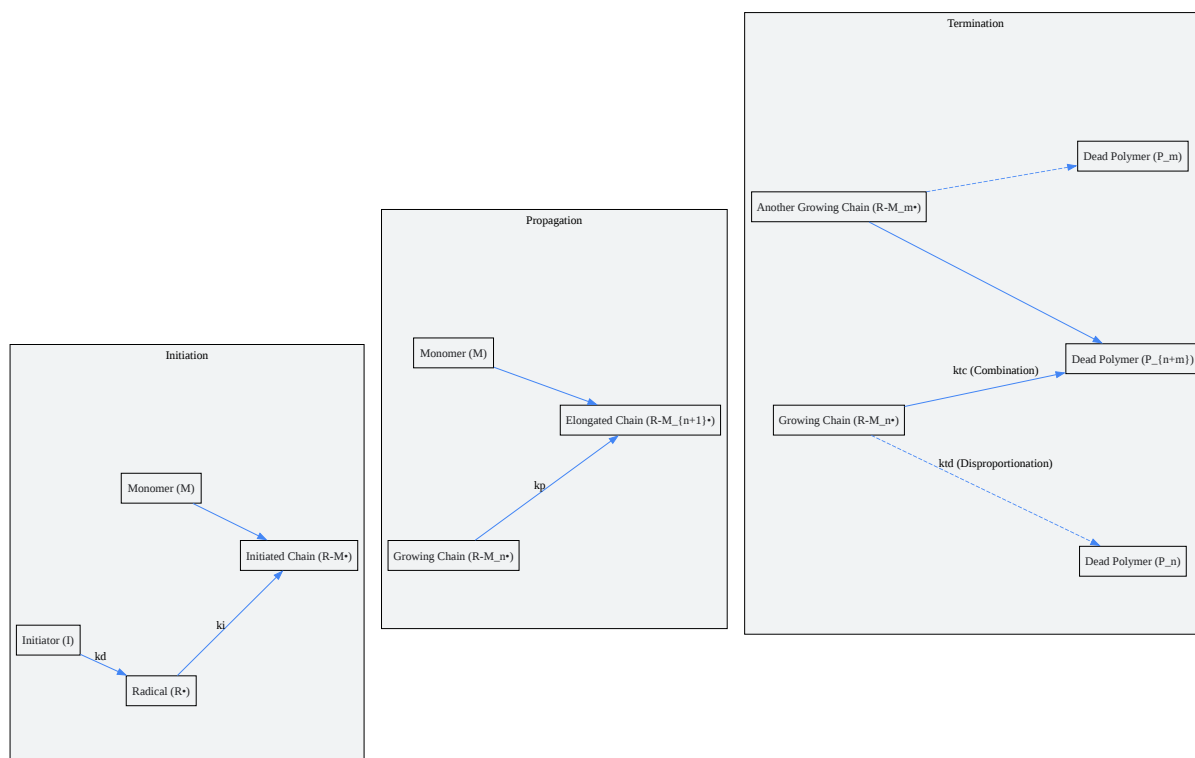 Initiation
Monomer (M)
Initiated Chain (R-M•)
ki
Initiator (I)
kd
Radical (R•)
Propagation
Monomer (M)
Elongated Chain (R-M_{n+1}•)
kp
Growing Chain (R-M_n•)
Termination
Dead Polymer (P_m)
Another Growing Chain (R-M_m•)
Dead Polymer (P_{n+m})
ktc (Combination)
Growing Chain (R-M_n•)
ktd (Disproportionation)
Dead Polymer (P_n)